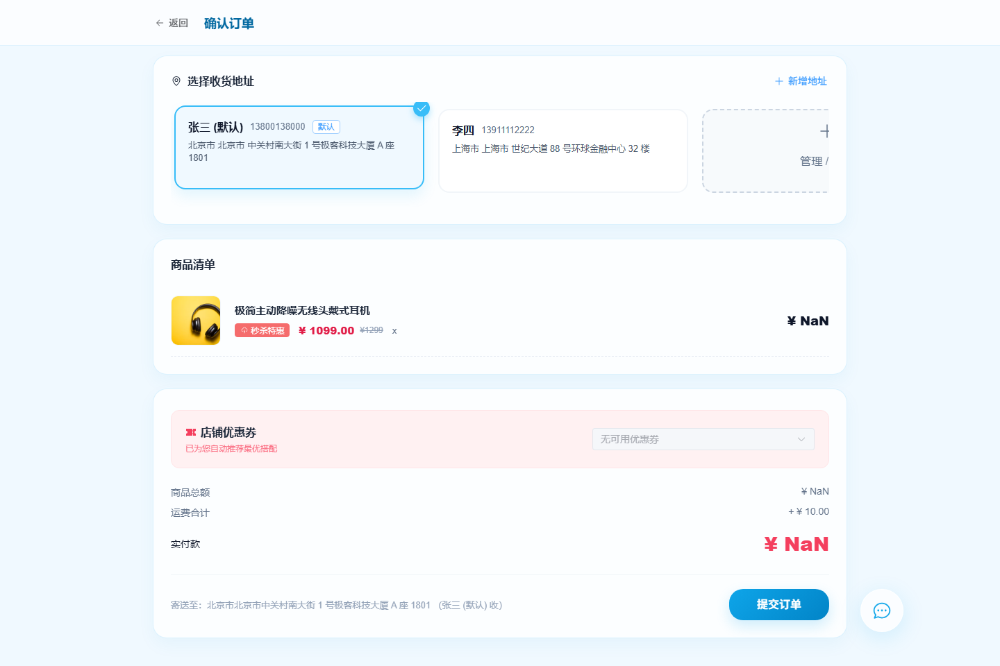 返回
确认订单
选择收货地址
新增地址
张三 (默认) 13800138000 默认
北京市 北京市 中关村南大街 1 号极客科技大厦 A 座
1801
李四 13911112222
上海市 上海市 世纪大道 88 号环球金融中心 32 楼
管理 /
商品清单
极简主动降噪无线头戴式耳机
秒杀特惠 ¥ 1099.00 ¥1299 x
¥ NaN
店铺优惠券
已为您自动推荐最优搭配
无可用优惠券
商品总额 ¥ NaN
运费合计 + ¥ 10.00
实付款 ¥ NaN
寄送至：北京市北京市中关村南大街 1 号极客科技大厦 A 座 1801 （张三 (默认) 收）
提交订单